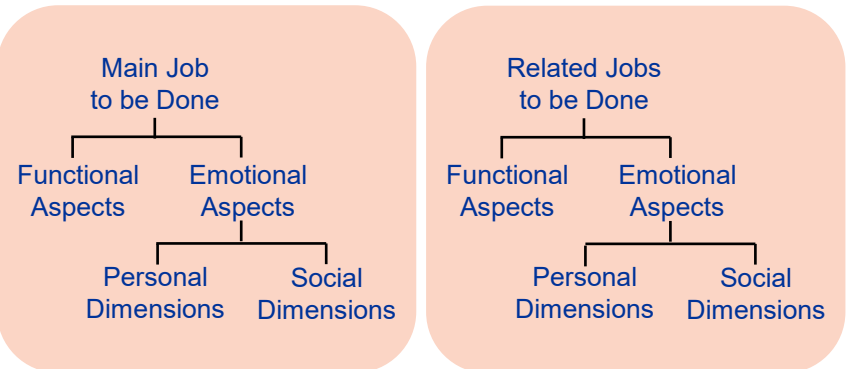 Main Job
to be Done
Functional
Aspects
Emotional
Aspects
Personal
Dimensions
Social
Dimensions
Related Jobs
to be Done
Functional
Aspects
Emotional
Aspects
Personal
Dimensions
Social
Dimensions